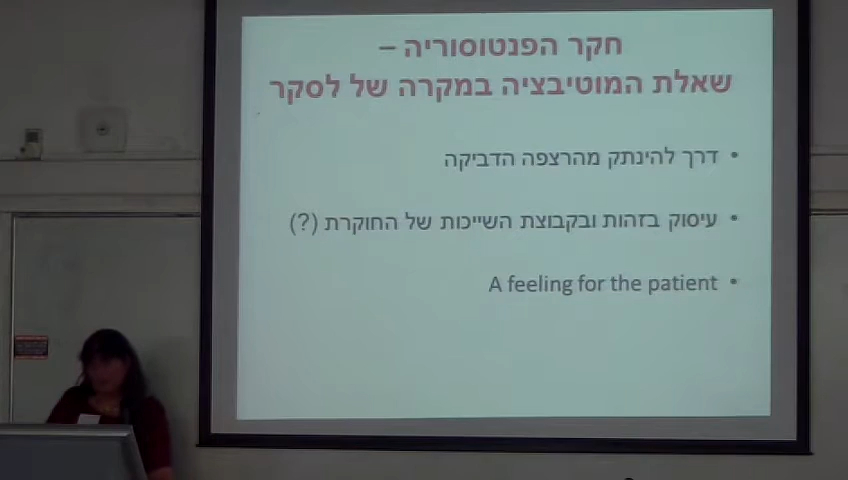 חקר הפנטוסוריה –
שאלת המוטיבציה במקרה של לסקר
• דרך להינתק מהרצפה הדביקה
• עיסוק בזהות ובקבוצת השייכות של החוקרת (?)
• A feeling for the patient